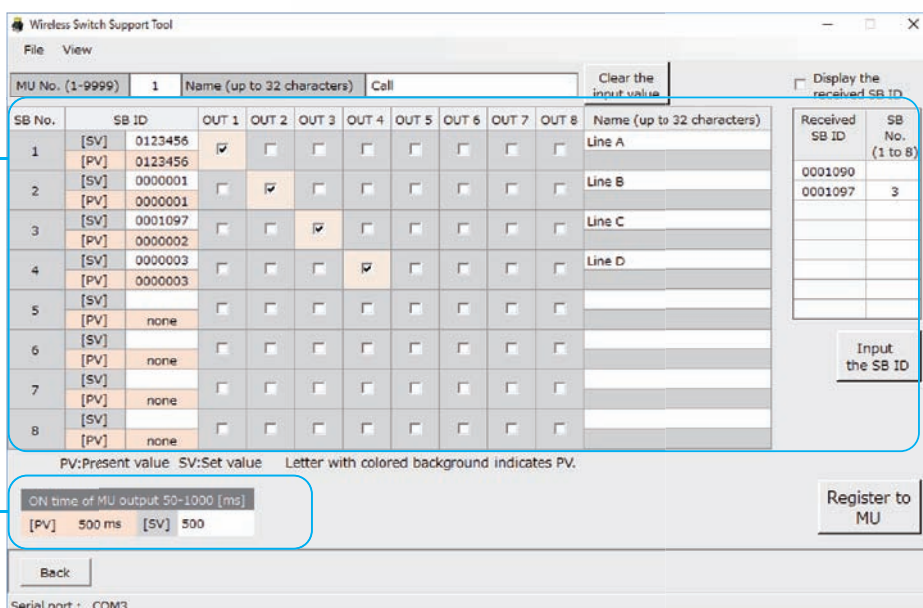 Wireless Switch Support Tool
File View
MU No. (1-9999) 1 Name (up to 32 characters) Call
Clear the
input value
Display the
received SB ID
SB No. SB ID OUT 1 OUT 2 OUT 3 OUT 4 OUT 5 OUT 6 OUT 7 OUT 8 Name (up to 32 characters)
1 [SV] 0123456 Line A
[PV] 0123456
2 [SV] 0000001 Line B
[PV] 0000001
3 [SV] 0001097 Line C
[PV] 0000002
4 [SV] 0000003 Line D
[PV] 0000003
5 [SV]
[PV] none
6 [SV]
[PV] none
7 [SV]
[PV] none
8 [SV]
[PV] none
Received SB
SB ID No.
(1 to 8)
0001090
0001097 3
Input
the SB ID
PV:Present value SV:Set value Letter with colored background indicates PV.
ON time of MU output 50-1000 [ms]
[PV] 500 ms [SV] 500
Register to
MU
Back
Serial port : COM3